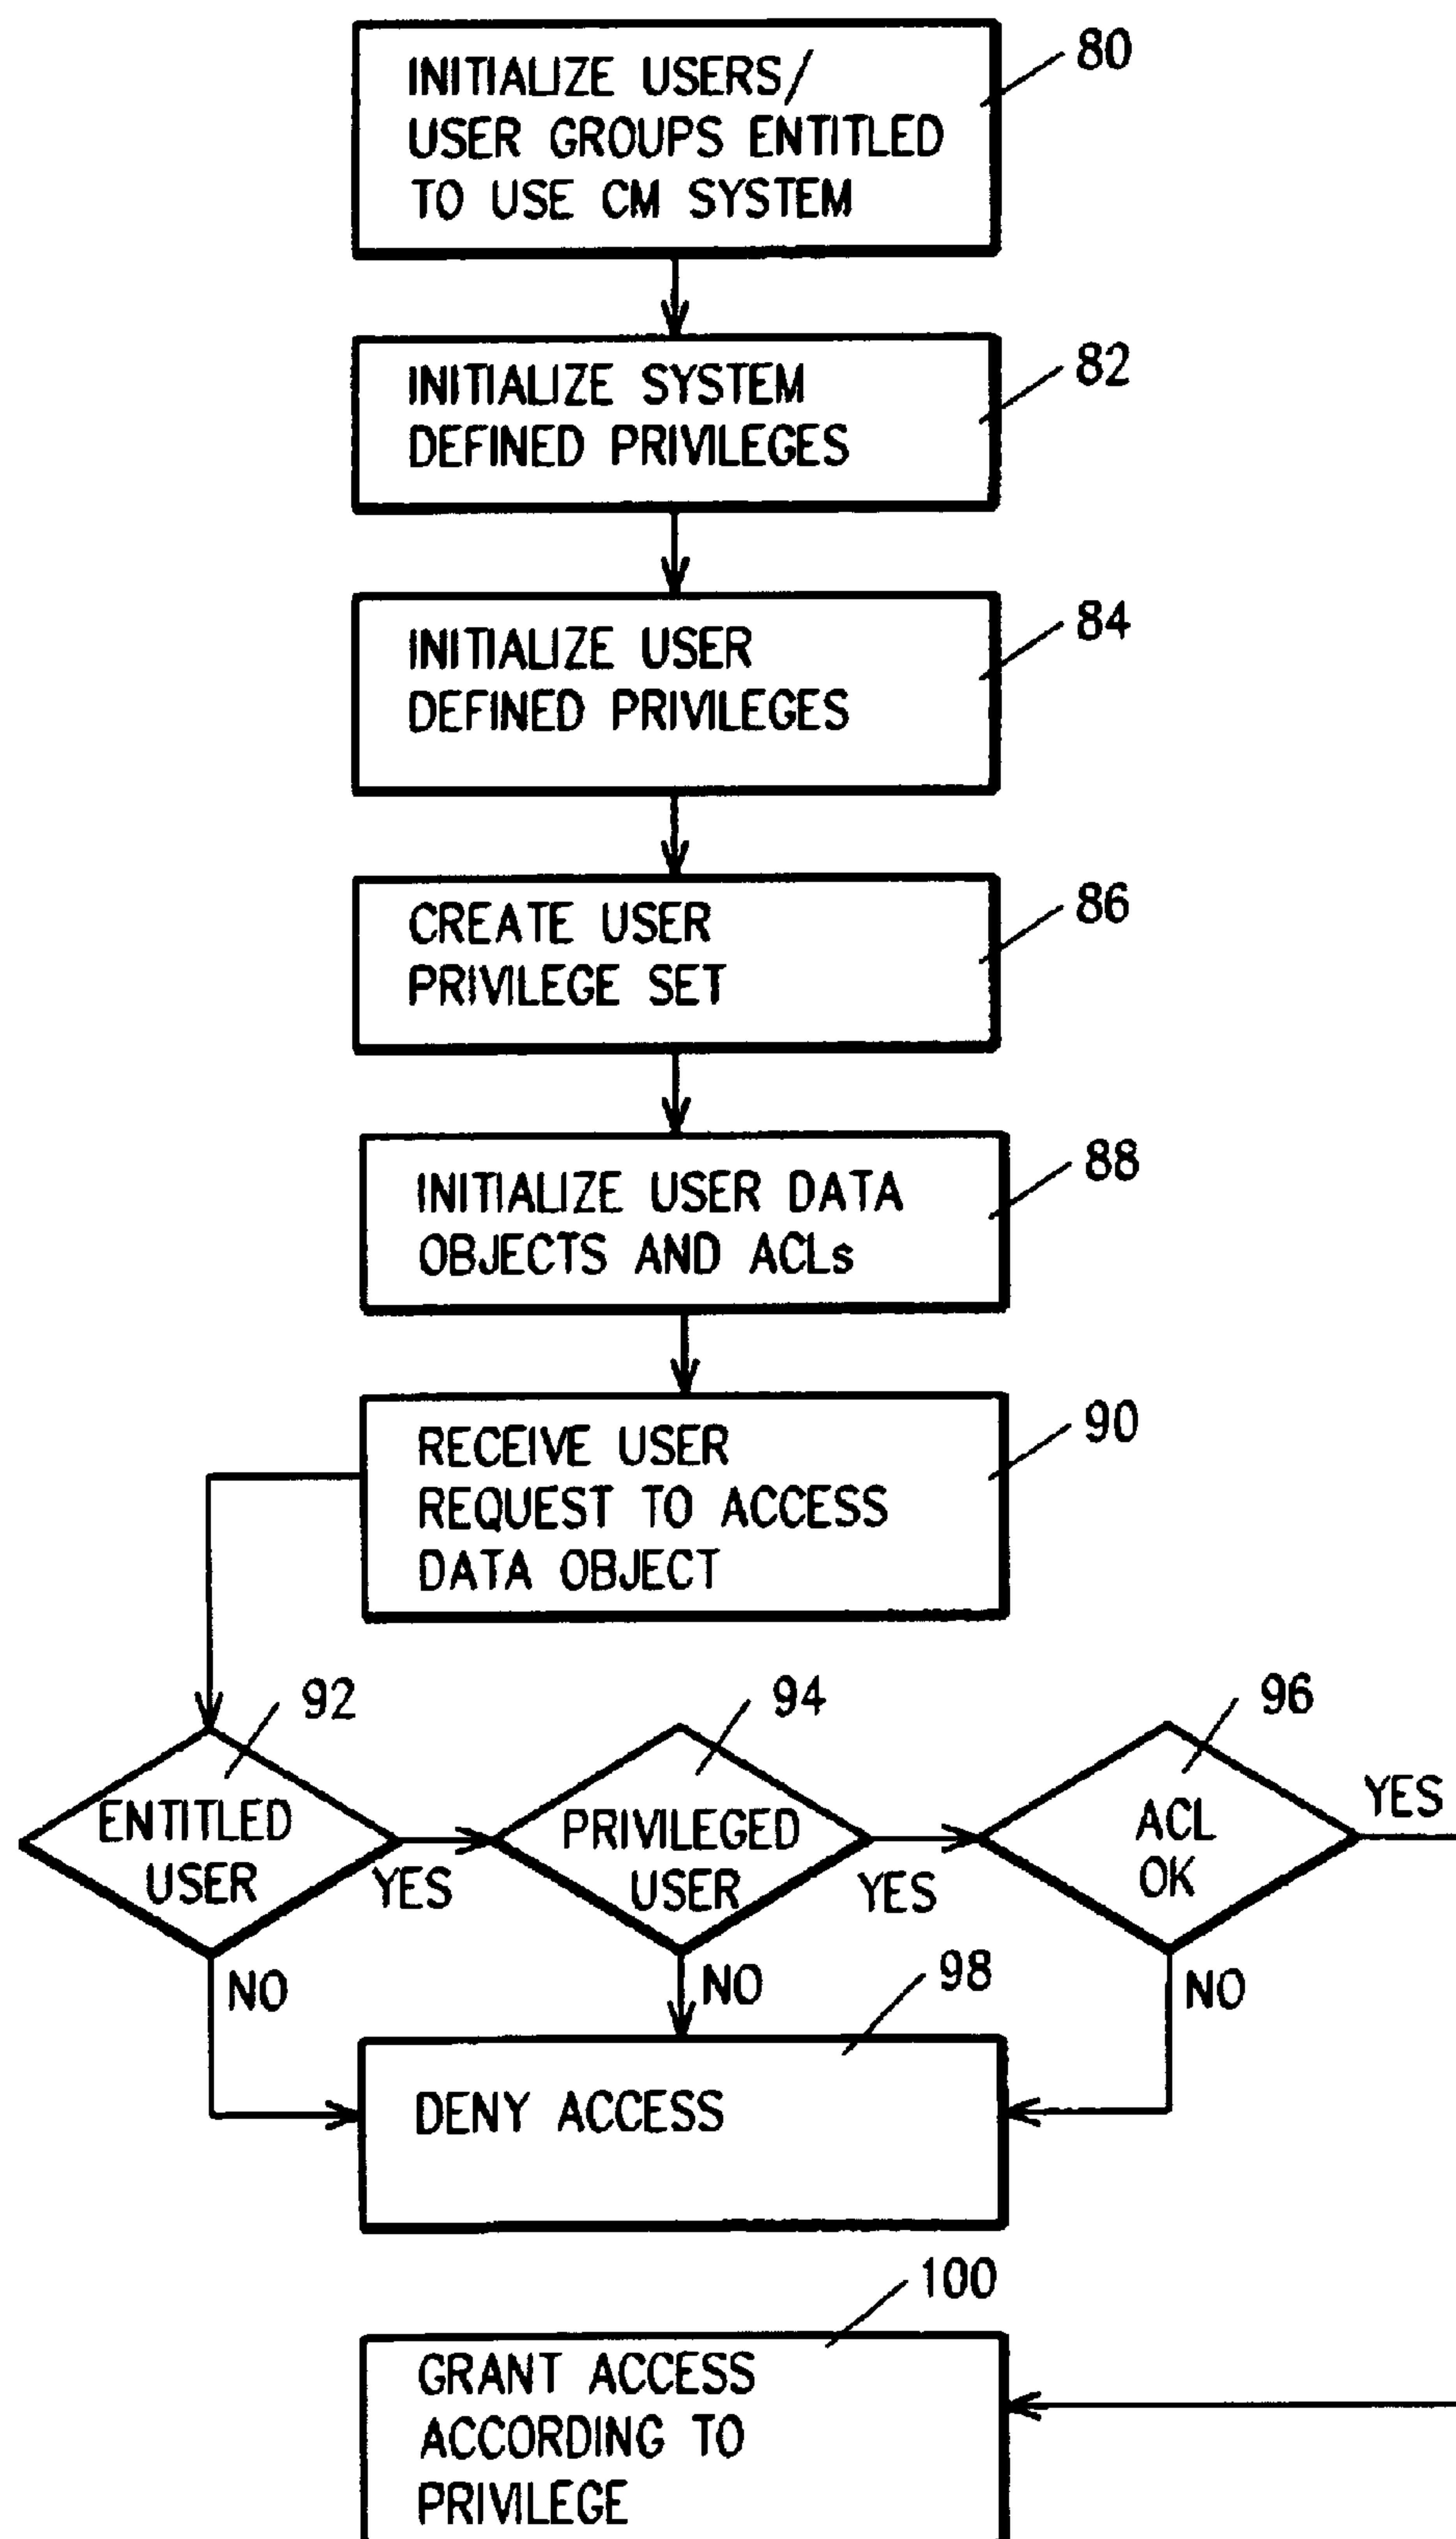 INITIALIZE USERS/
USER GROUPS ENTITLED
TO USE CM SYSTEM
80
INITIALIZE SYSTEM
DEFINED PRIVILEGES
82
INITIALIZE USER
DEFINED PRIVILEGES
84
CREATE USER
PRIVILEGE SET
86
INITIALIZE USER DATA
OBJECTS AND ACLs
88
RECEIVE USER
REQUEST TO ACCESS
DATA OBJECT
90
92
ENTITLED
USER
YES
NO
94
PRIVILEGED
USER
YES
NO
96
ACL
OK
YES
NO
98
DENY ACCESS
100
GRANT ACCESS
ACCORDING TO
PRIVILEGE